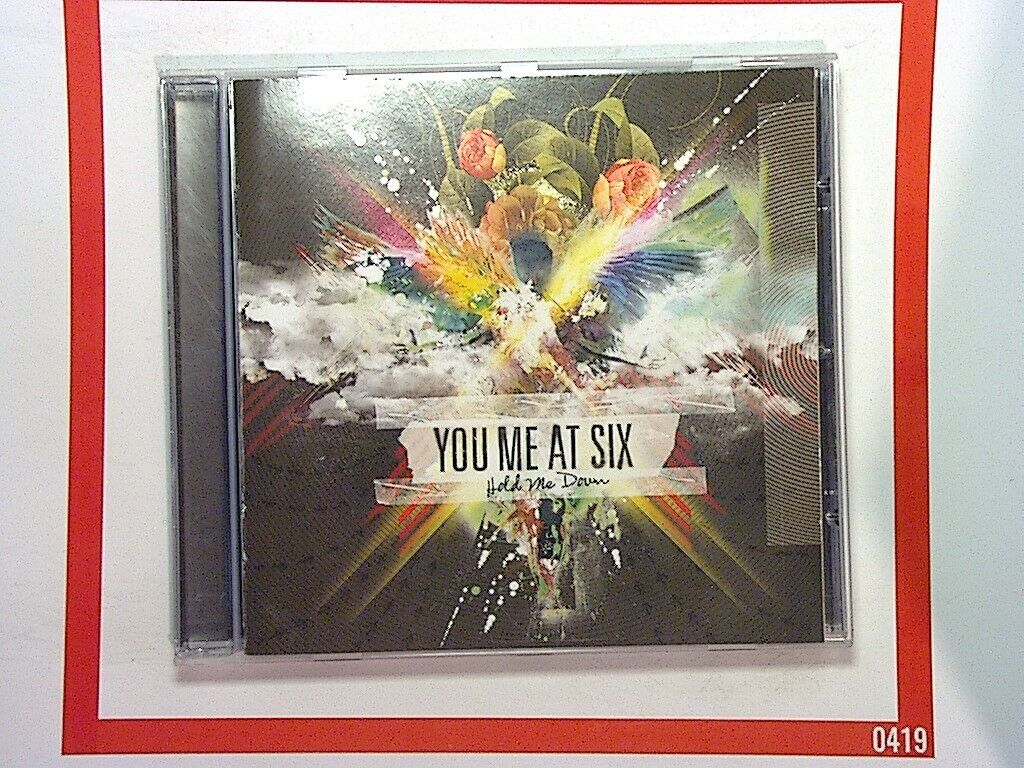 YOU ME AT SIX
Hold Me Down
0419